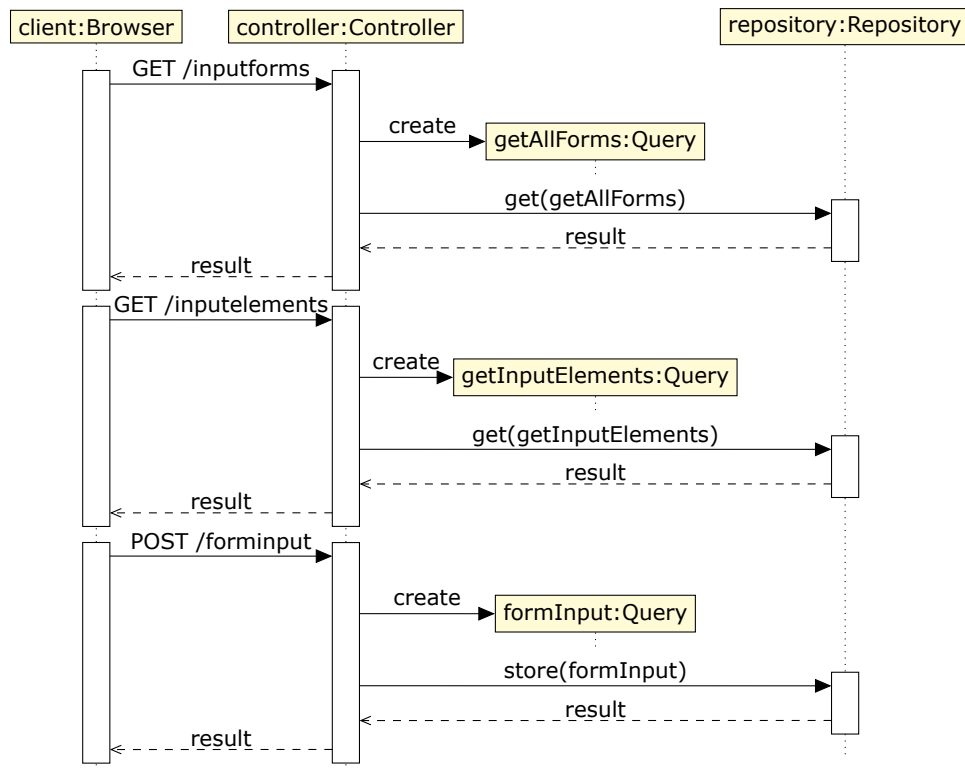 client:Browser
controller:Controller
repository:Repository
GET /inputforms
create
getAllForms:Query
get(getAllForms)
result
result
GET /inputelements
create
getInputElements:Query
get(getInputElements)
result
result
POST /forminput
create
formInput:Query
store(formInput)
result
result